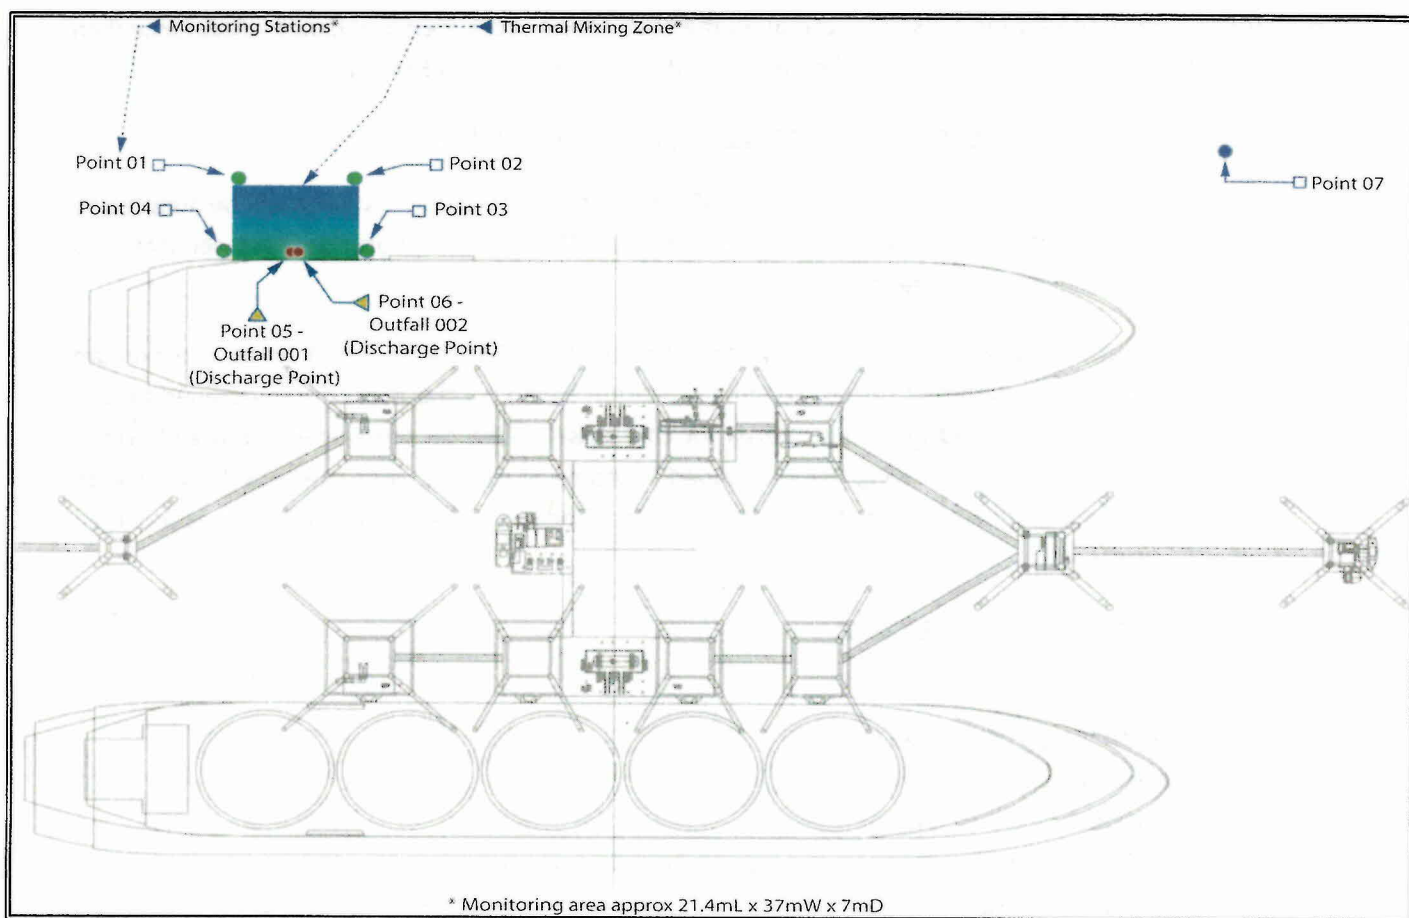 Monitoring Stations*
Thermal Mixing Zone*
Point 01
Point 02
Point 04
Point 03
Point 07
Point 05 -
Outfall 001
(Discharge Point)
Point 06 -
Outfall 002
(Discharge Point)
* Monitoring area approx 21.4mL x 37mW x 7mD